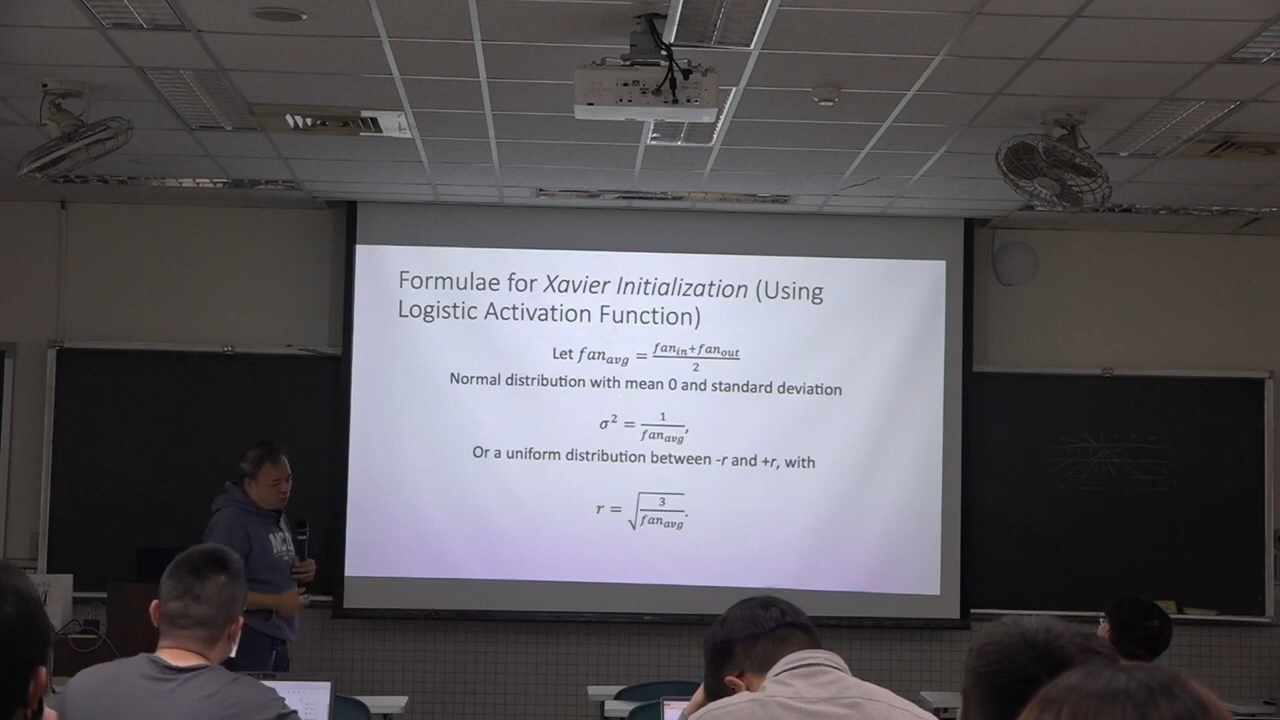 Formulae for Xavier Initialization (Using
Logistic Activation Function)
Let fan_avg = (fan_in+fan_out)/2
Normal distribution with mean 0 and standard deviation
σ² = 1/fan_avg,
Or a uniform distribution between -r and +r, with
r = √(3/fan_avg).